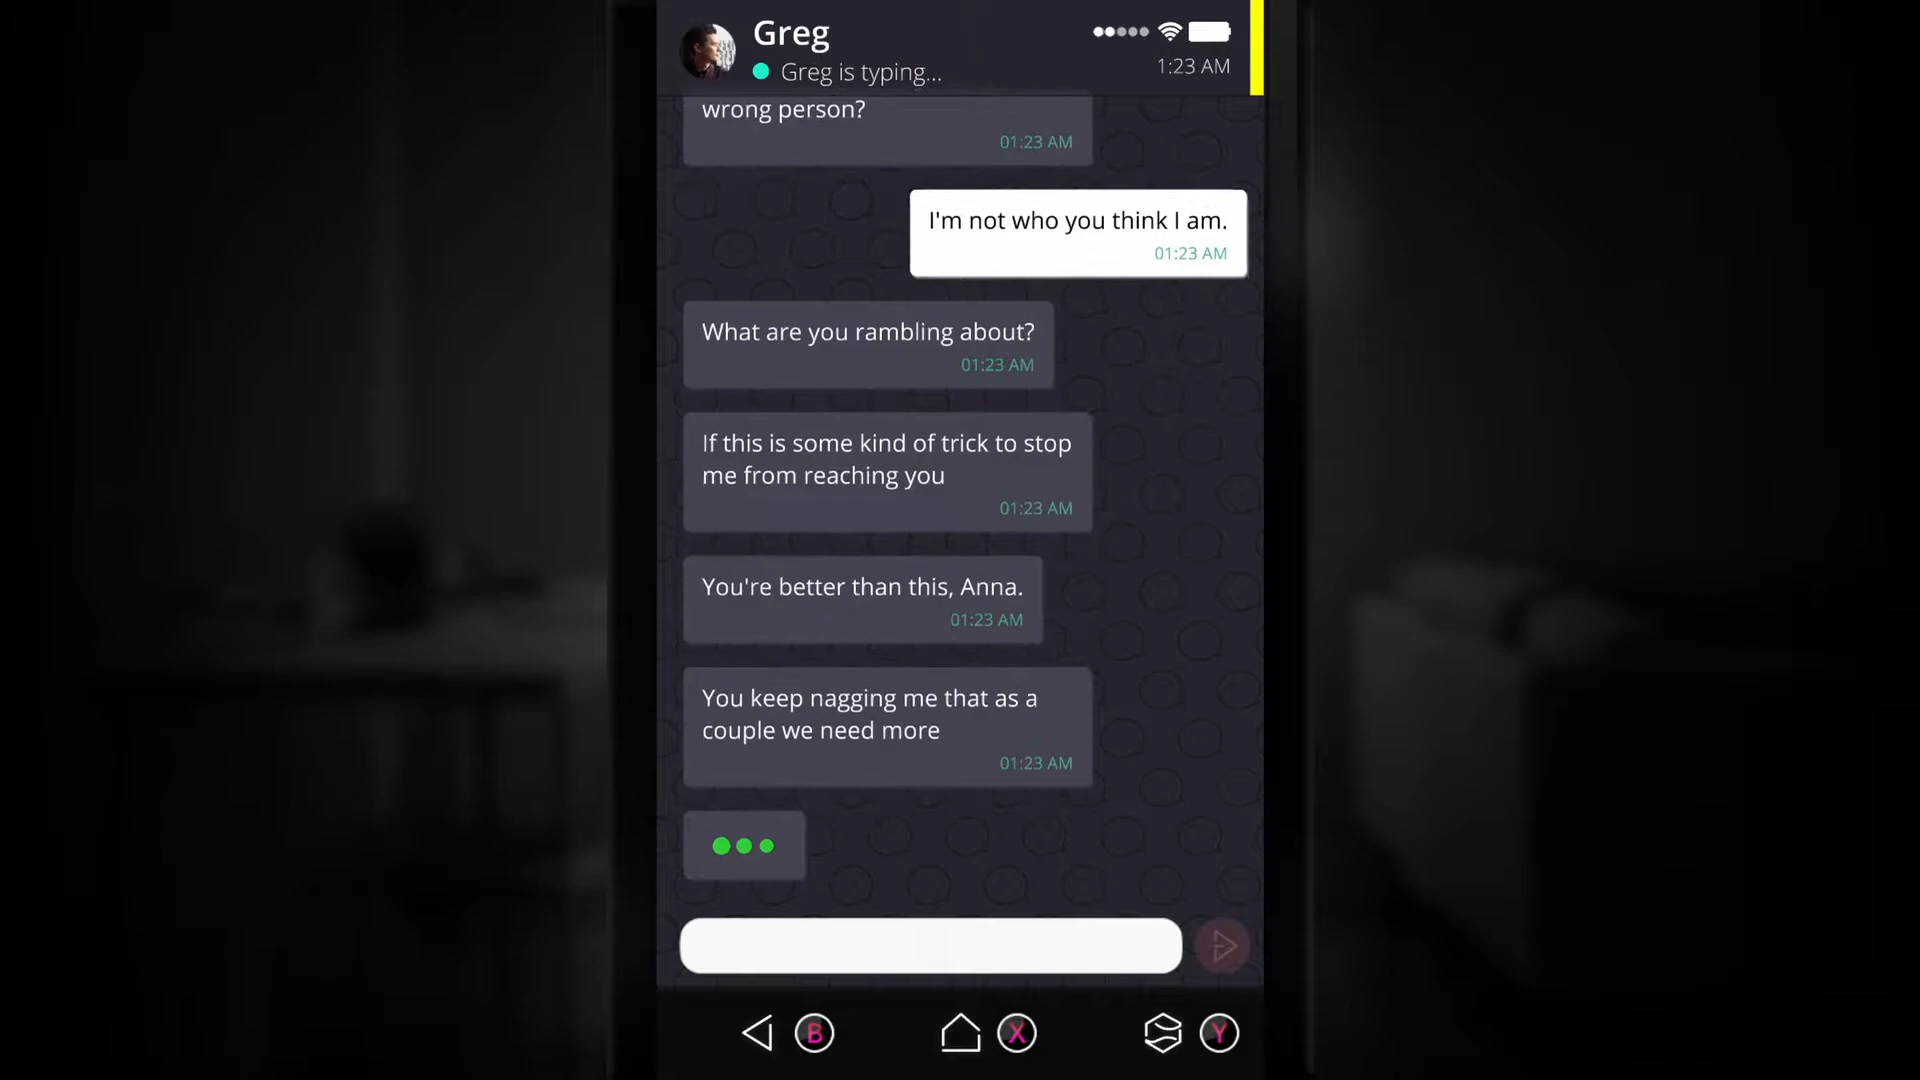 Greg
Greg is typing...
1:23 AM
wrong person?
01:23 AM
I'm not who you think I am.
01:23 AM
What are you rambling about?
01:23 AM
If this is some kind of trick to stop
me from reaching you
01:23 AM
You're better than this, Anna.
01:23 AM
You keep nagging me that as a
couple we need more
01:23 AM
B
X
Y